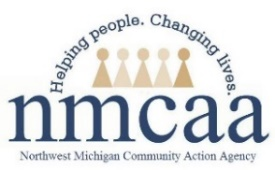 Helping people. Changing lives.
nmcaa
Northwest Michigan Community Action Agency